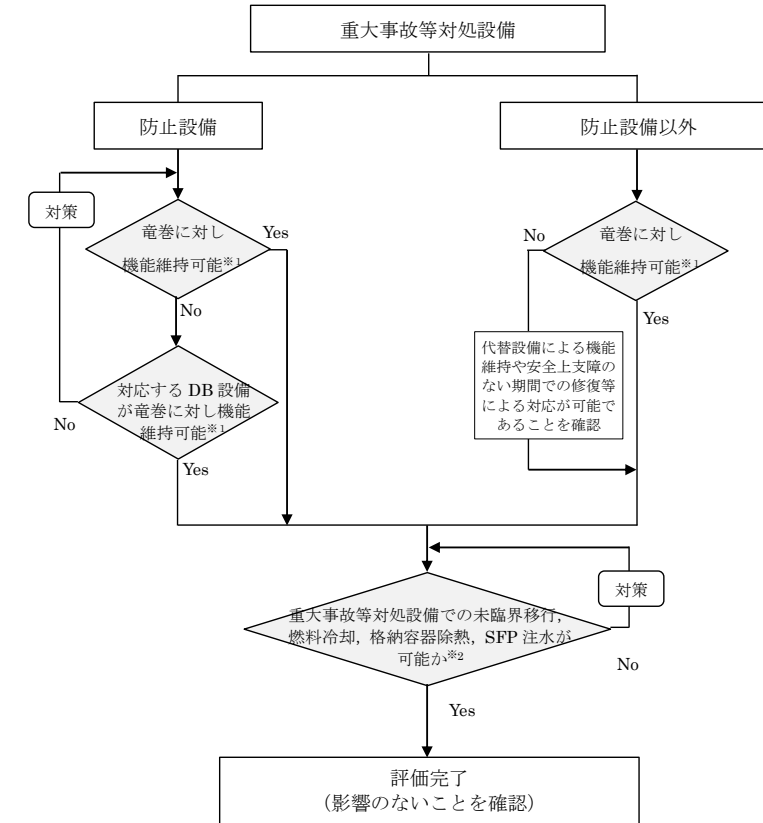 重大事故等対処設備
防止設備
防止設備以外
対策
竜巻に対し
機能維持可能※1
Yes
No
対応する DB 設備
が竜巻に対し機能
維持可能※1
No
Yes
竜巻に対し
機能維持可能※1
No
Yes
代替設備による機能
維持や安全上支障の
ない期間での修復等
による対応が可能で
あることを確認
対策
重大事故等対処設備での未臨界移行，
燃料冷却，格納容器除熱，SFP 注水が
可能か※2
No
Yes
評価完了
（影響のないことを確認）